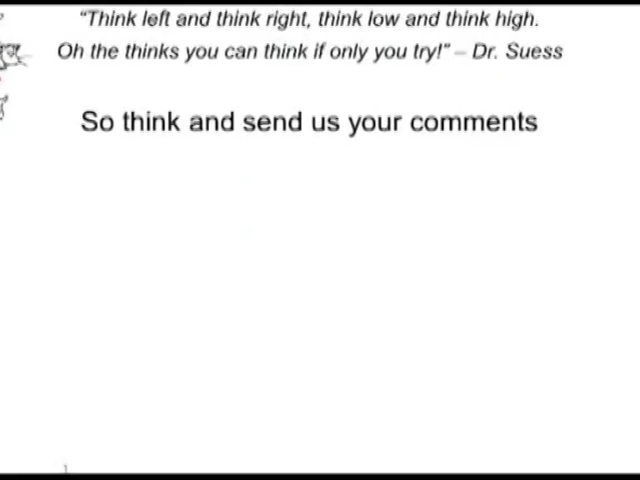 “Think left and think right, think low and think high.
Oh the thinks you can think if only you try!” – Dr. Suess
So think and send us your comments